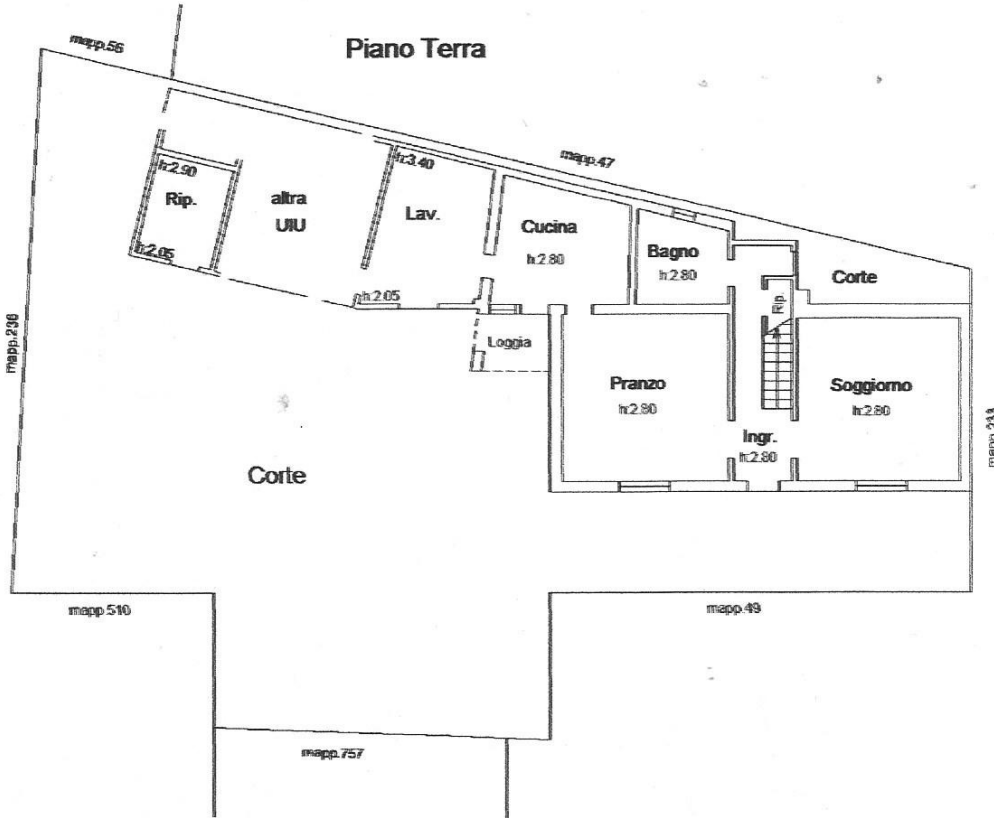 Piano Terra
mapp.56
mapp.47
h:2.90
Rip.
h:2.05
altra
UIU
h:3.40
Lav.
h:2.05
Cucina
h:2.80
Bagno
h:2.80
Corte
Rip.
Loggia
Pranzo
h:2.80
Soggiorno
h:2.80
Ingr.
h:2.80
mapp.236
mapp.233
Corte
mapp.510
mapp.49
mapp.757